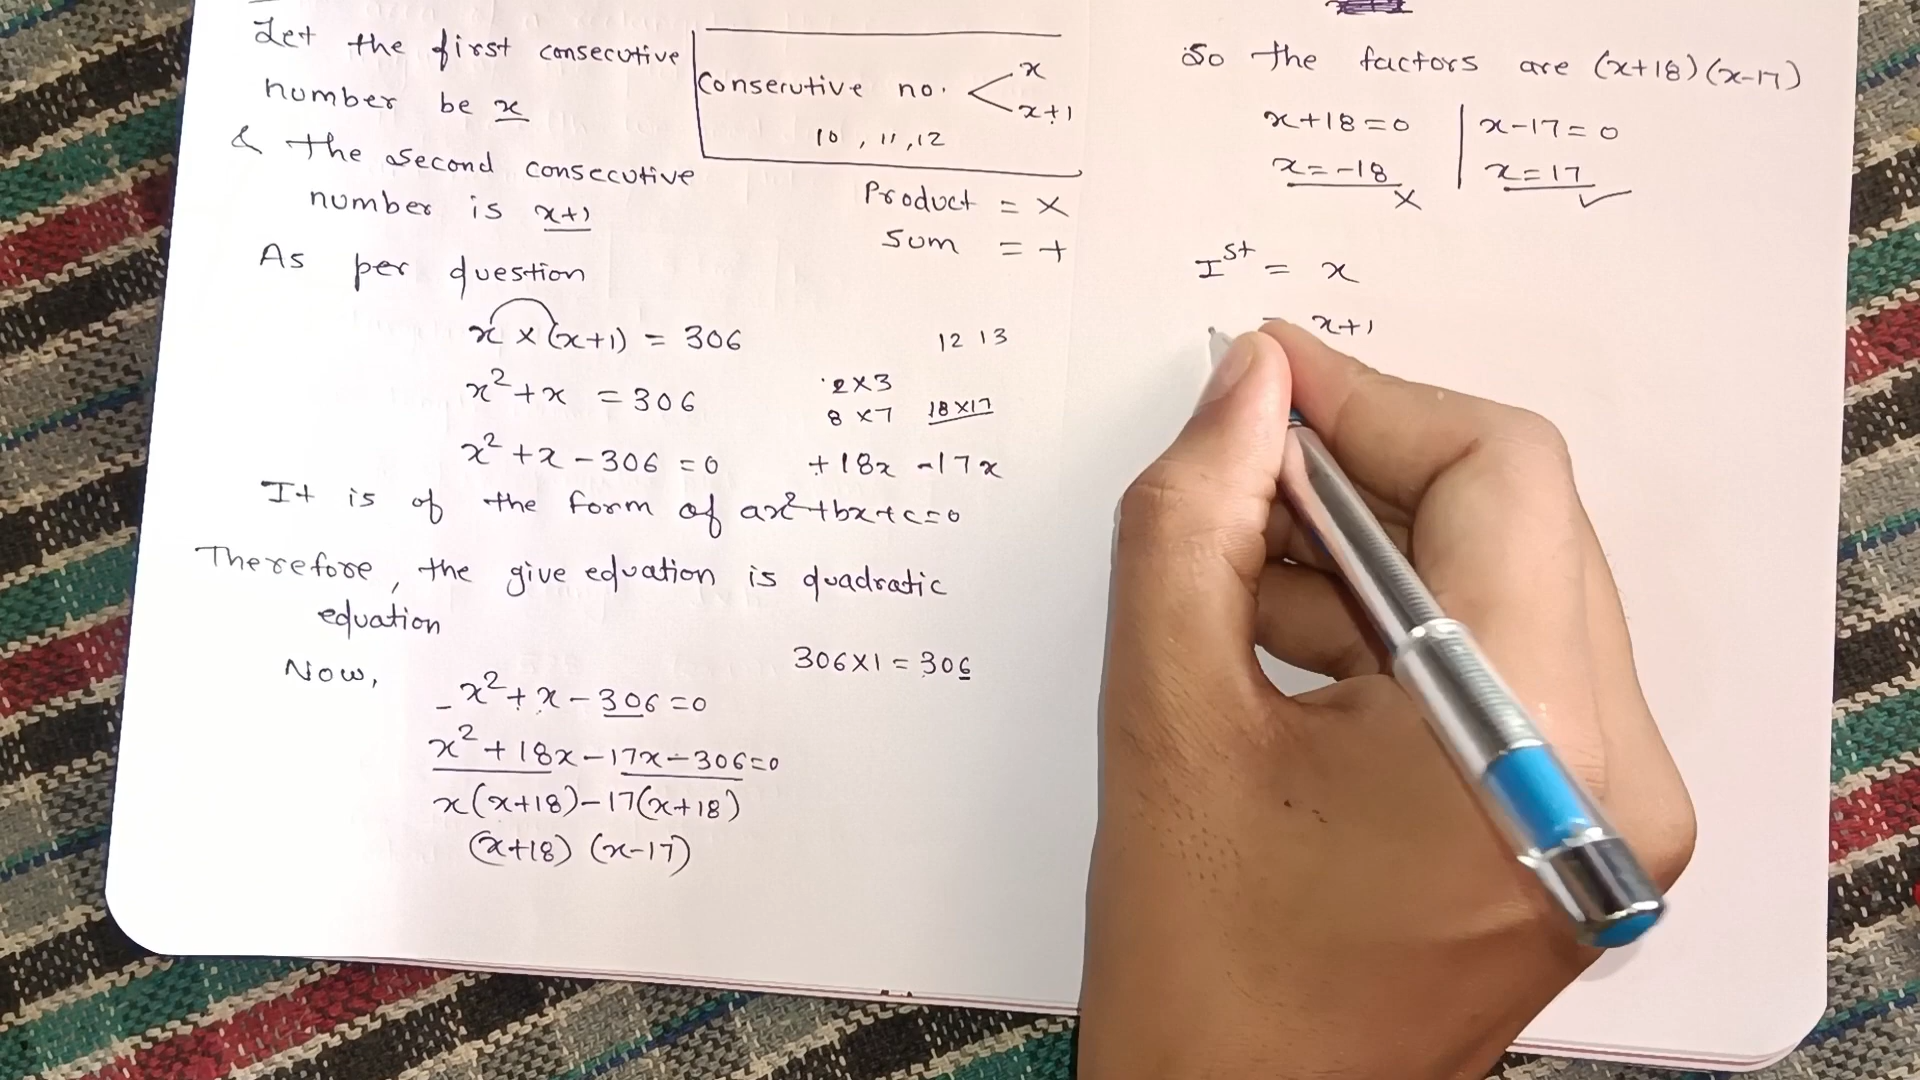 Let the first consecutive
number be x
& the second consecutive
number is x+1
Consecutive no. < x
x+1
10 , 11 , 12
Product = ×
Sum = +
As per question
x × (x+1) = 306
x² + x = 306
x² + x - 306 = 0
12 13
2×3
8×7 18×17
+18x -17x
It is of the form of ax²+bx+c=0
Therefore, the give equation is quadratic
equation
306×1 = 306
Now,
x² + x - 306 = 0
x² + 18x - 17x - 306 = 0
x(x+18) - 17(x+18)
(x+18) (x-17)
So the factors are (x+18)(x-17)
x+18=0 | x-17=0
x=-18 × | x=17 ✓
Ist = x
= x+1